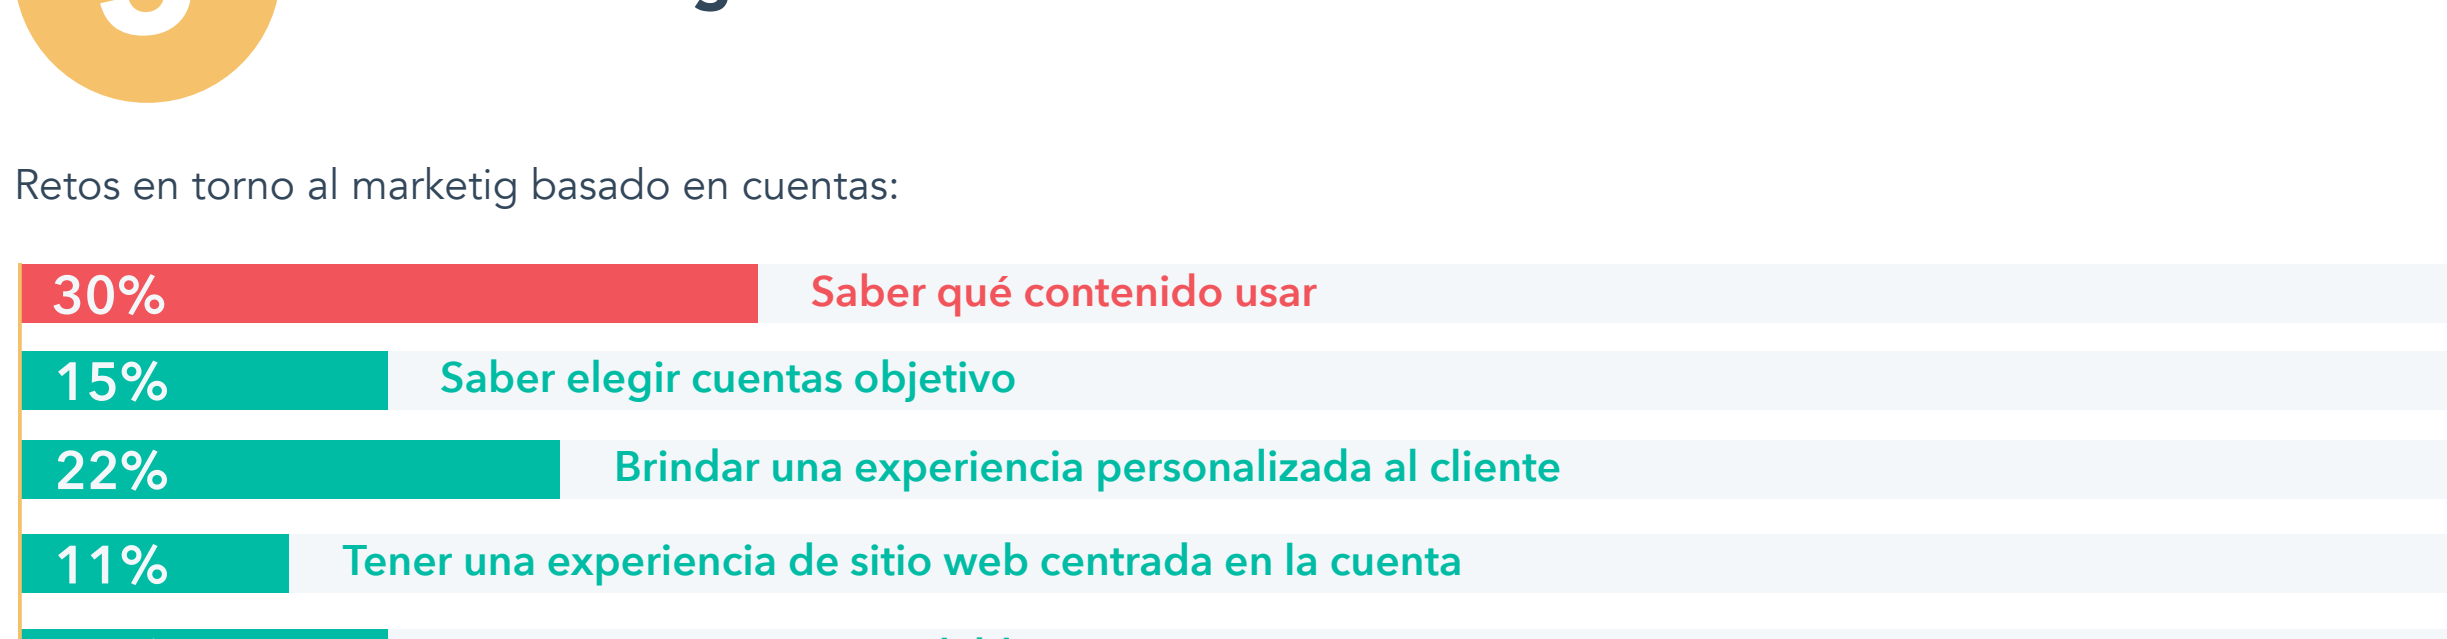 Retos en torno al marketig basado en cuentas:
30% Saber qué contenido usar
15% Saber elegir cuentas objetivo
22% Brindar una experiencia personalizada al cliente
11% Tener una experiencia de sitio web centrada en la cuenta